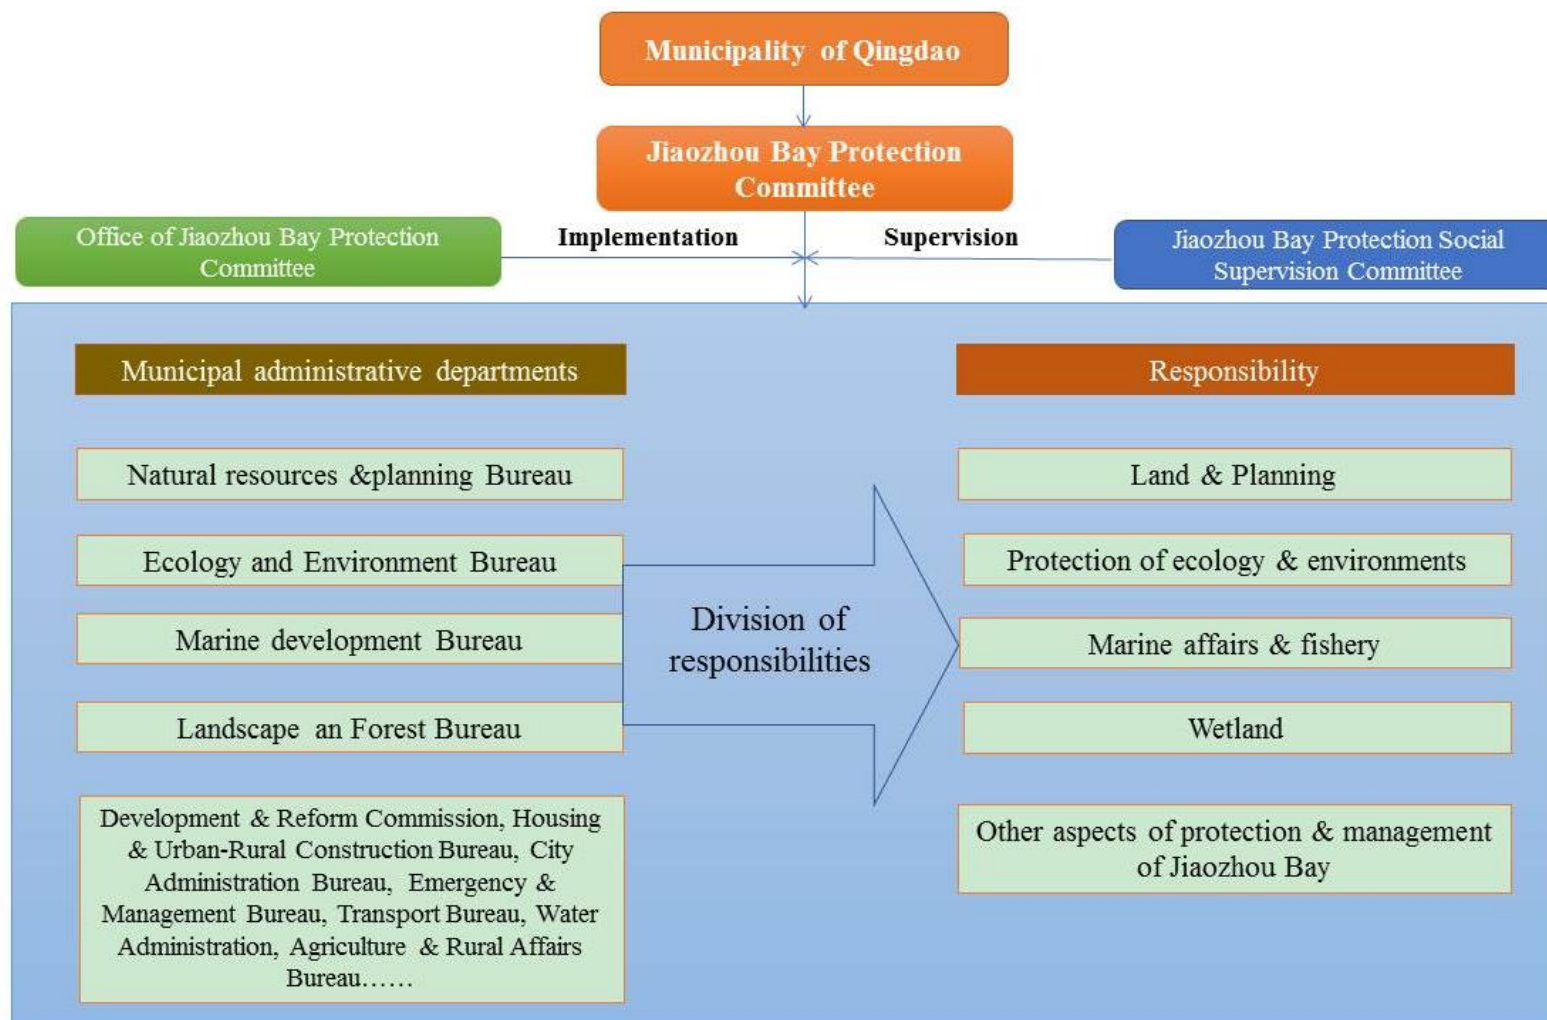 Municipality of Qingdao
Jiaozhou Bay Protection
Committee
Office of Jiaozhou Bay Protection
Committee
Implementation
Supervision
Jiaozhou Bay Protection Social
Supervision Committee
Municipal administrative departments
Responsibility
Natural resources &planning Bureau
Land & Planning
Ecology and Environment Bureau
Protection of ecology & environments
Marine development Bureau
Division of
responsibilities
Marine affairs & fishery
Landscape an Forest Bureau
Wetland
Development & Reform Commission, Housing
& Urban-Rural Construction Bureau, City
Administration Bureau, Emergency &
Management Bureau, Transport Bureau, Water
Administration, Agriculture & Rural Affairs
Bureau……
Other aspects of protection & management
of Jiaozhou Bay